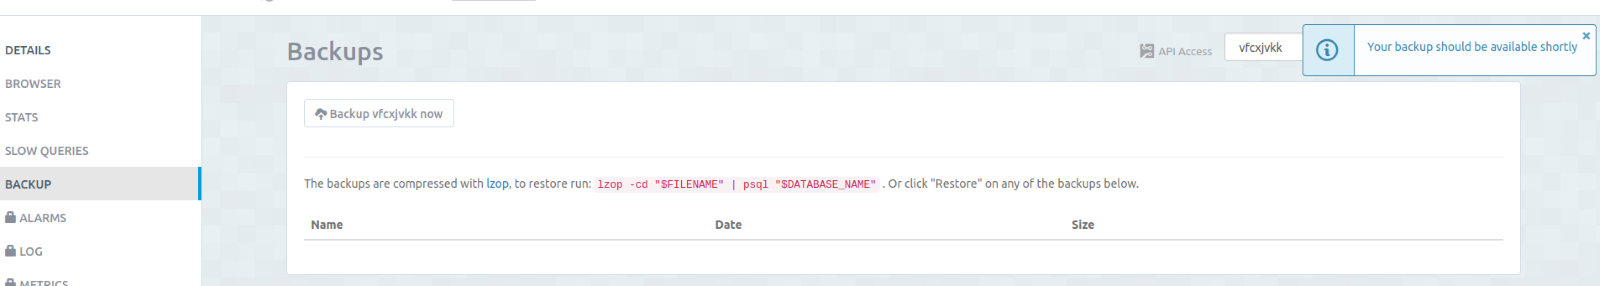 DETAILS
BROWSER
STATS
SLOW QUERIES
BACKUP
ALARMS
LOG
METRICS
Backups
API Access
vfcxjvkk
Your backup should be available shortly
×
Backup vfcxjvkk now
The backups are compressed with lzop, to restore run: lzop -cd "$FILENAME" | psql "$DATABASE_NAME" . Or click "Restore" on any of the backups below.
Name Date Size